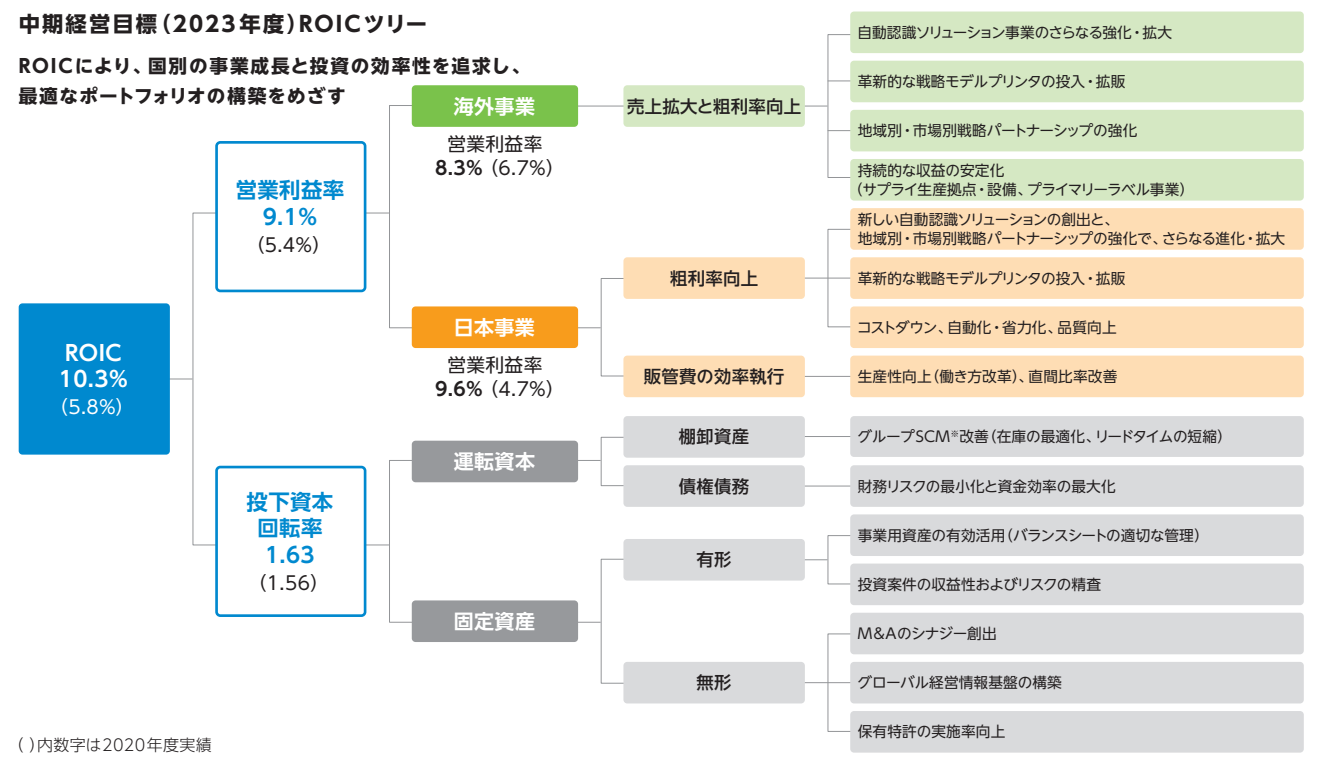 中期経営目標（2023年度）ROICツリー
ROICにより、国別の事業成長と投資の効率性を追求し、
最適なポートフォリオの構築をめざす
ROIC
10.3%
(5.8%)
営業利益率
9.1%
(5.4%)
投下資本
回転率
1.63
(1.56)
海外事業
営業利益率
8.3% (6.7%)
日本事業
営業利益率
9.6% (4.7%)
運転資本
固定資産
売上拡大と粗利率向上
粗利率向上
販管費の効率執行
棚卸資産
債権債務
有形
無形
自動認識ソリューション事業のさらなる強化・拡大
革新的な戦略モデルプリンタの投入・拡販
地域別・市場別戦略パートナーシップの強化
持続的な収益の安定化
（サプライ生産拠点・設備、プライマリーラベル事業）
新しい自動認識ソリューションの創出と、
地域別・市場別戦略パートナーシップの強化で、さらなる進化・拡大
革新的な戦略モデルプリンタの投入・拡販
コストダウン、自動化・省力化、品質向上
生産性向上（働き方改革）、直間比率改善
グループSCM※改善（在庫の最適化、リードタイムの短縮）
財務リスクの最小化と資金効率の最大化
事業用資産の有効活用（バランスシートの適切な管理）
投資案件の収益性およびリスクの精査
M&Aのシナジー創出
グローバル経営情報基盤の構築
保有特許の実施率向上
( )内数字は2020年度実績